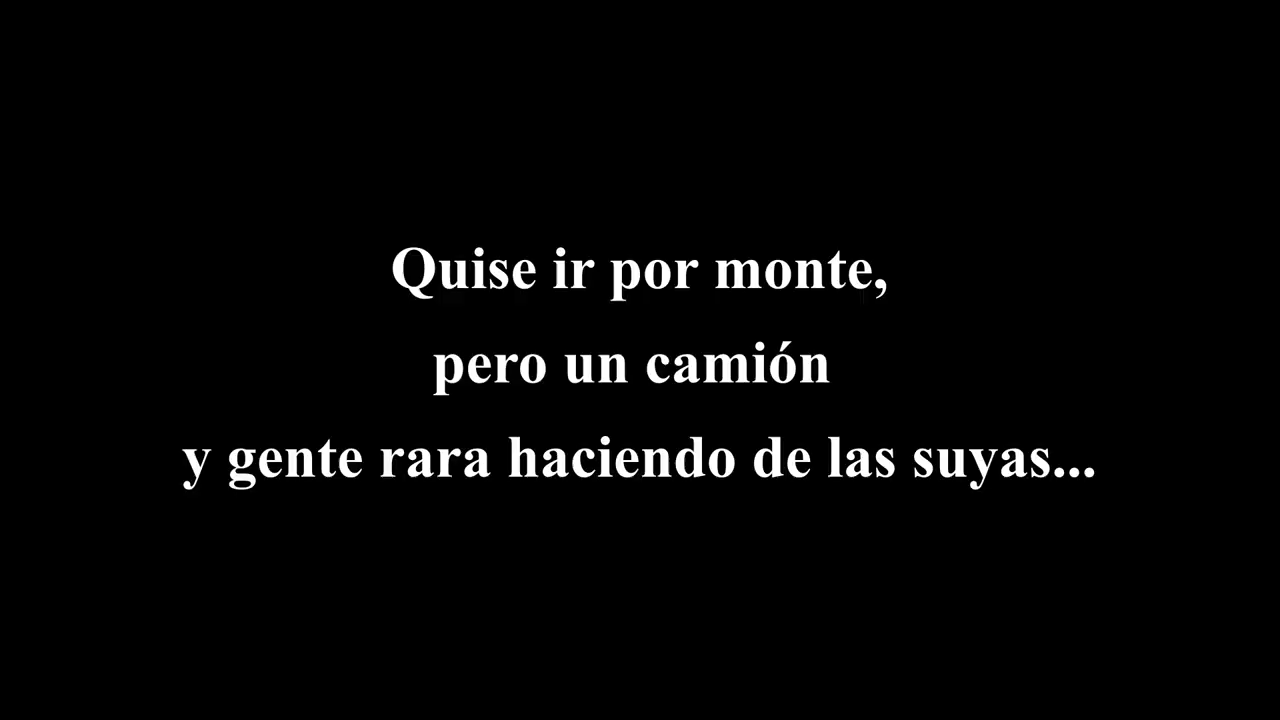 Quise ir por monte,
pero un camión
y gente rara haciendo de las suyas...